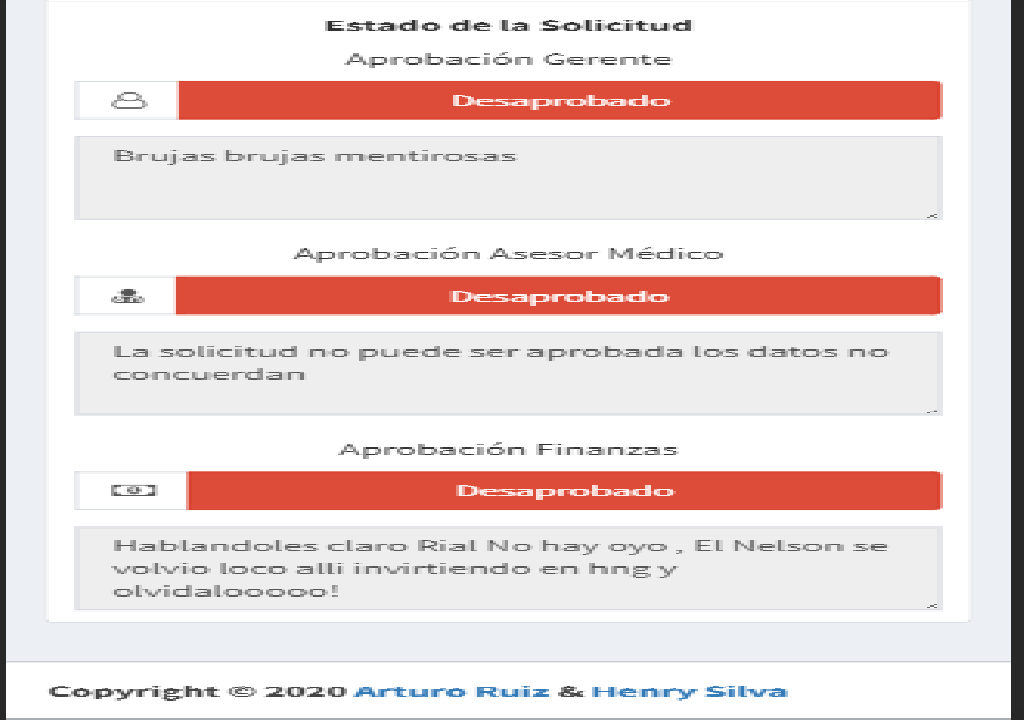 Estado de la Solicitud
Aprobación Gerente
Desaprobado
Brujas brujas mentirosas
Aprobación Asesor Médico
Desaprobado
La solicitud no puede ser aprobada los datos no
concuerdan
Aprobación Finanzas
Desaprobado
Hablandoles claro Rial No hay oyo , El Nelson se
volvio loco alli invirtiendo en hng y
olvidalooooo!
Copyright © 2020 Arturo Ruiz & Henry Silva